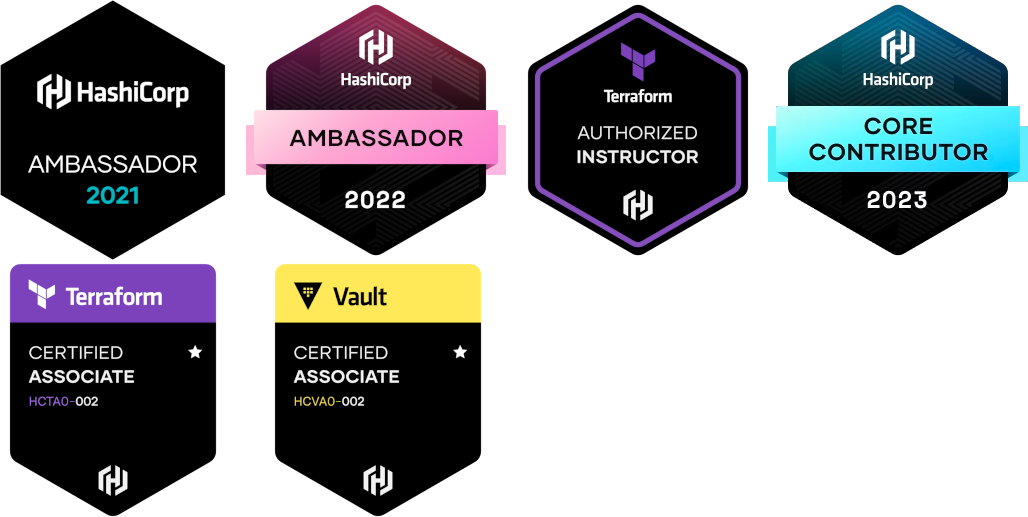 HashiCorp
AMBASSADOR
2021
HashiCorp
AMBASSADOR
2022
Terraform
AUTHORIZED
INSTRUCTOR
HashiCorp
CORE
CONTRIBUTOR
2023
Terraform
CERTIFIED
ASSOCIATE
HCTA0-002
Vault
CERTIFIED
ASSOCIATE
HCVA0-002